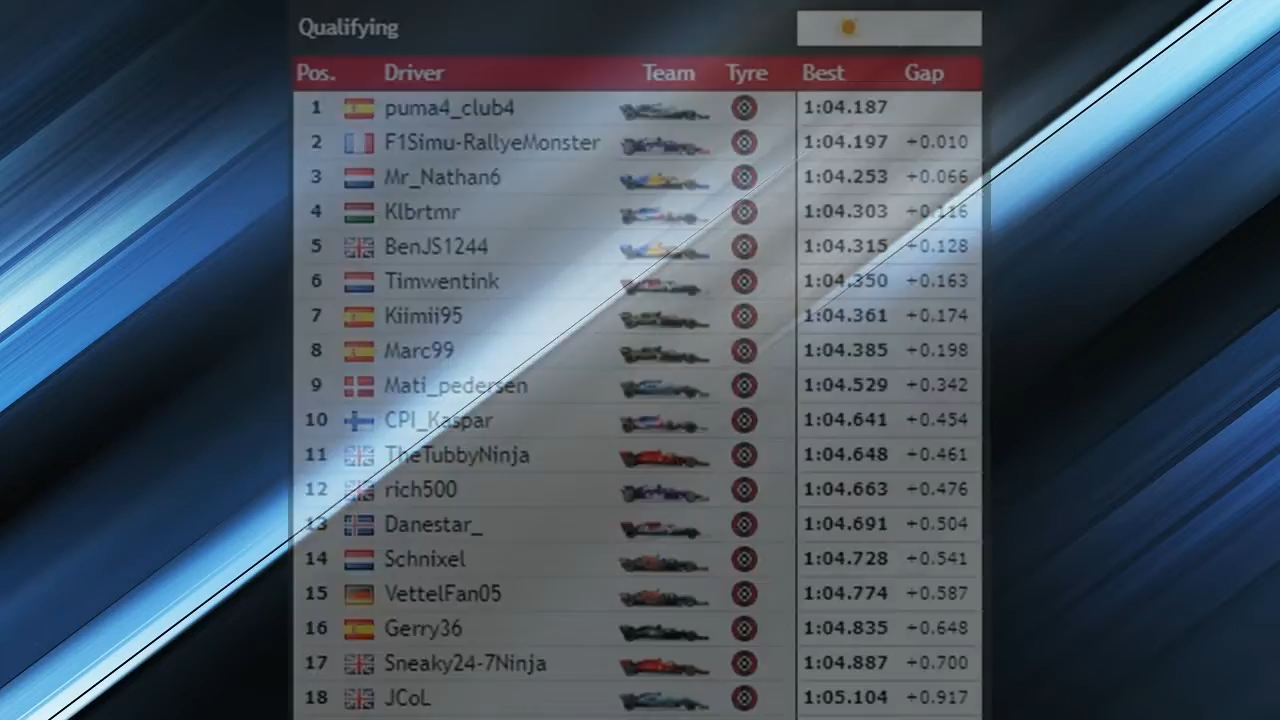 Qualifying
Pos. Driver Team Tyre Best Gap
1 puma4_club4 1:04.187
2 F1Simu-RallyeMonster 1:04.197 +0.010
3 Mr_Nathan6 1:04.253 +0.066
4 Klbrtmr 1:04.303 +0.116
5 BenJS1244 1:04.315 +0.128
6 Timwentink 1:04.350 +0.163
7 Kiimii95 1:04.361 +0.174
8 Marc99 1:04.385 +0.198
9 Mati_pedersen 1:04.529 +0.342
10 CPI_Kaspar 1:04.641 +0.454
11 TheTubbyNinja 1:04.648 +0.461
12 rich500 1:04.663 +0.476
13 Danestar_ 1:04.691 +0.504
14 Schnixel 1:04.728 +0.541
15 VettelFan05 1:04.774 +0.587
16 Gerry36 1:04.835 +0.648
17 Sneaky24-7Ninja 1:04.887 +0.700
18 JCoL 1:05.104 +0.917